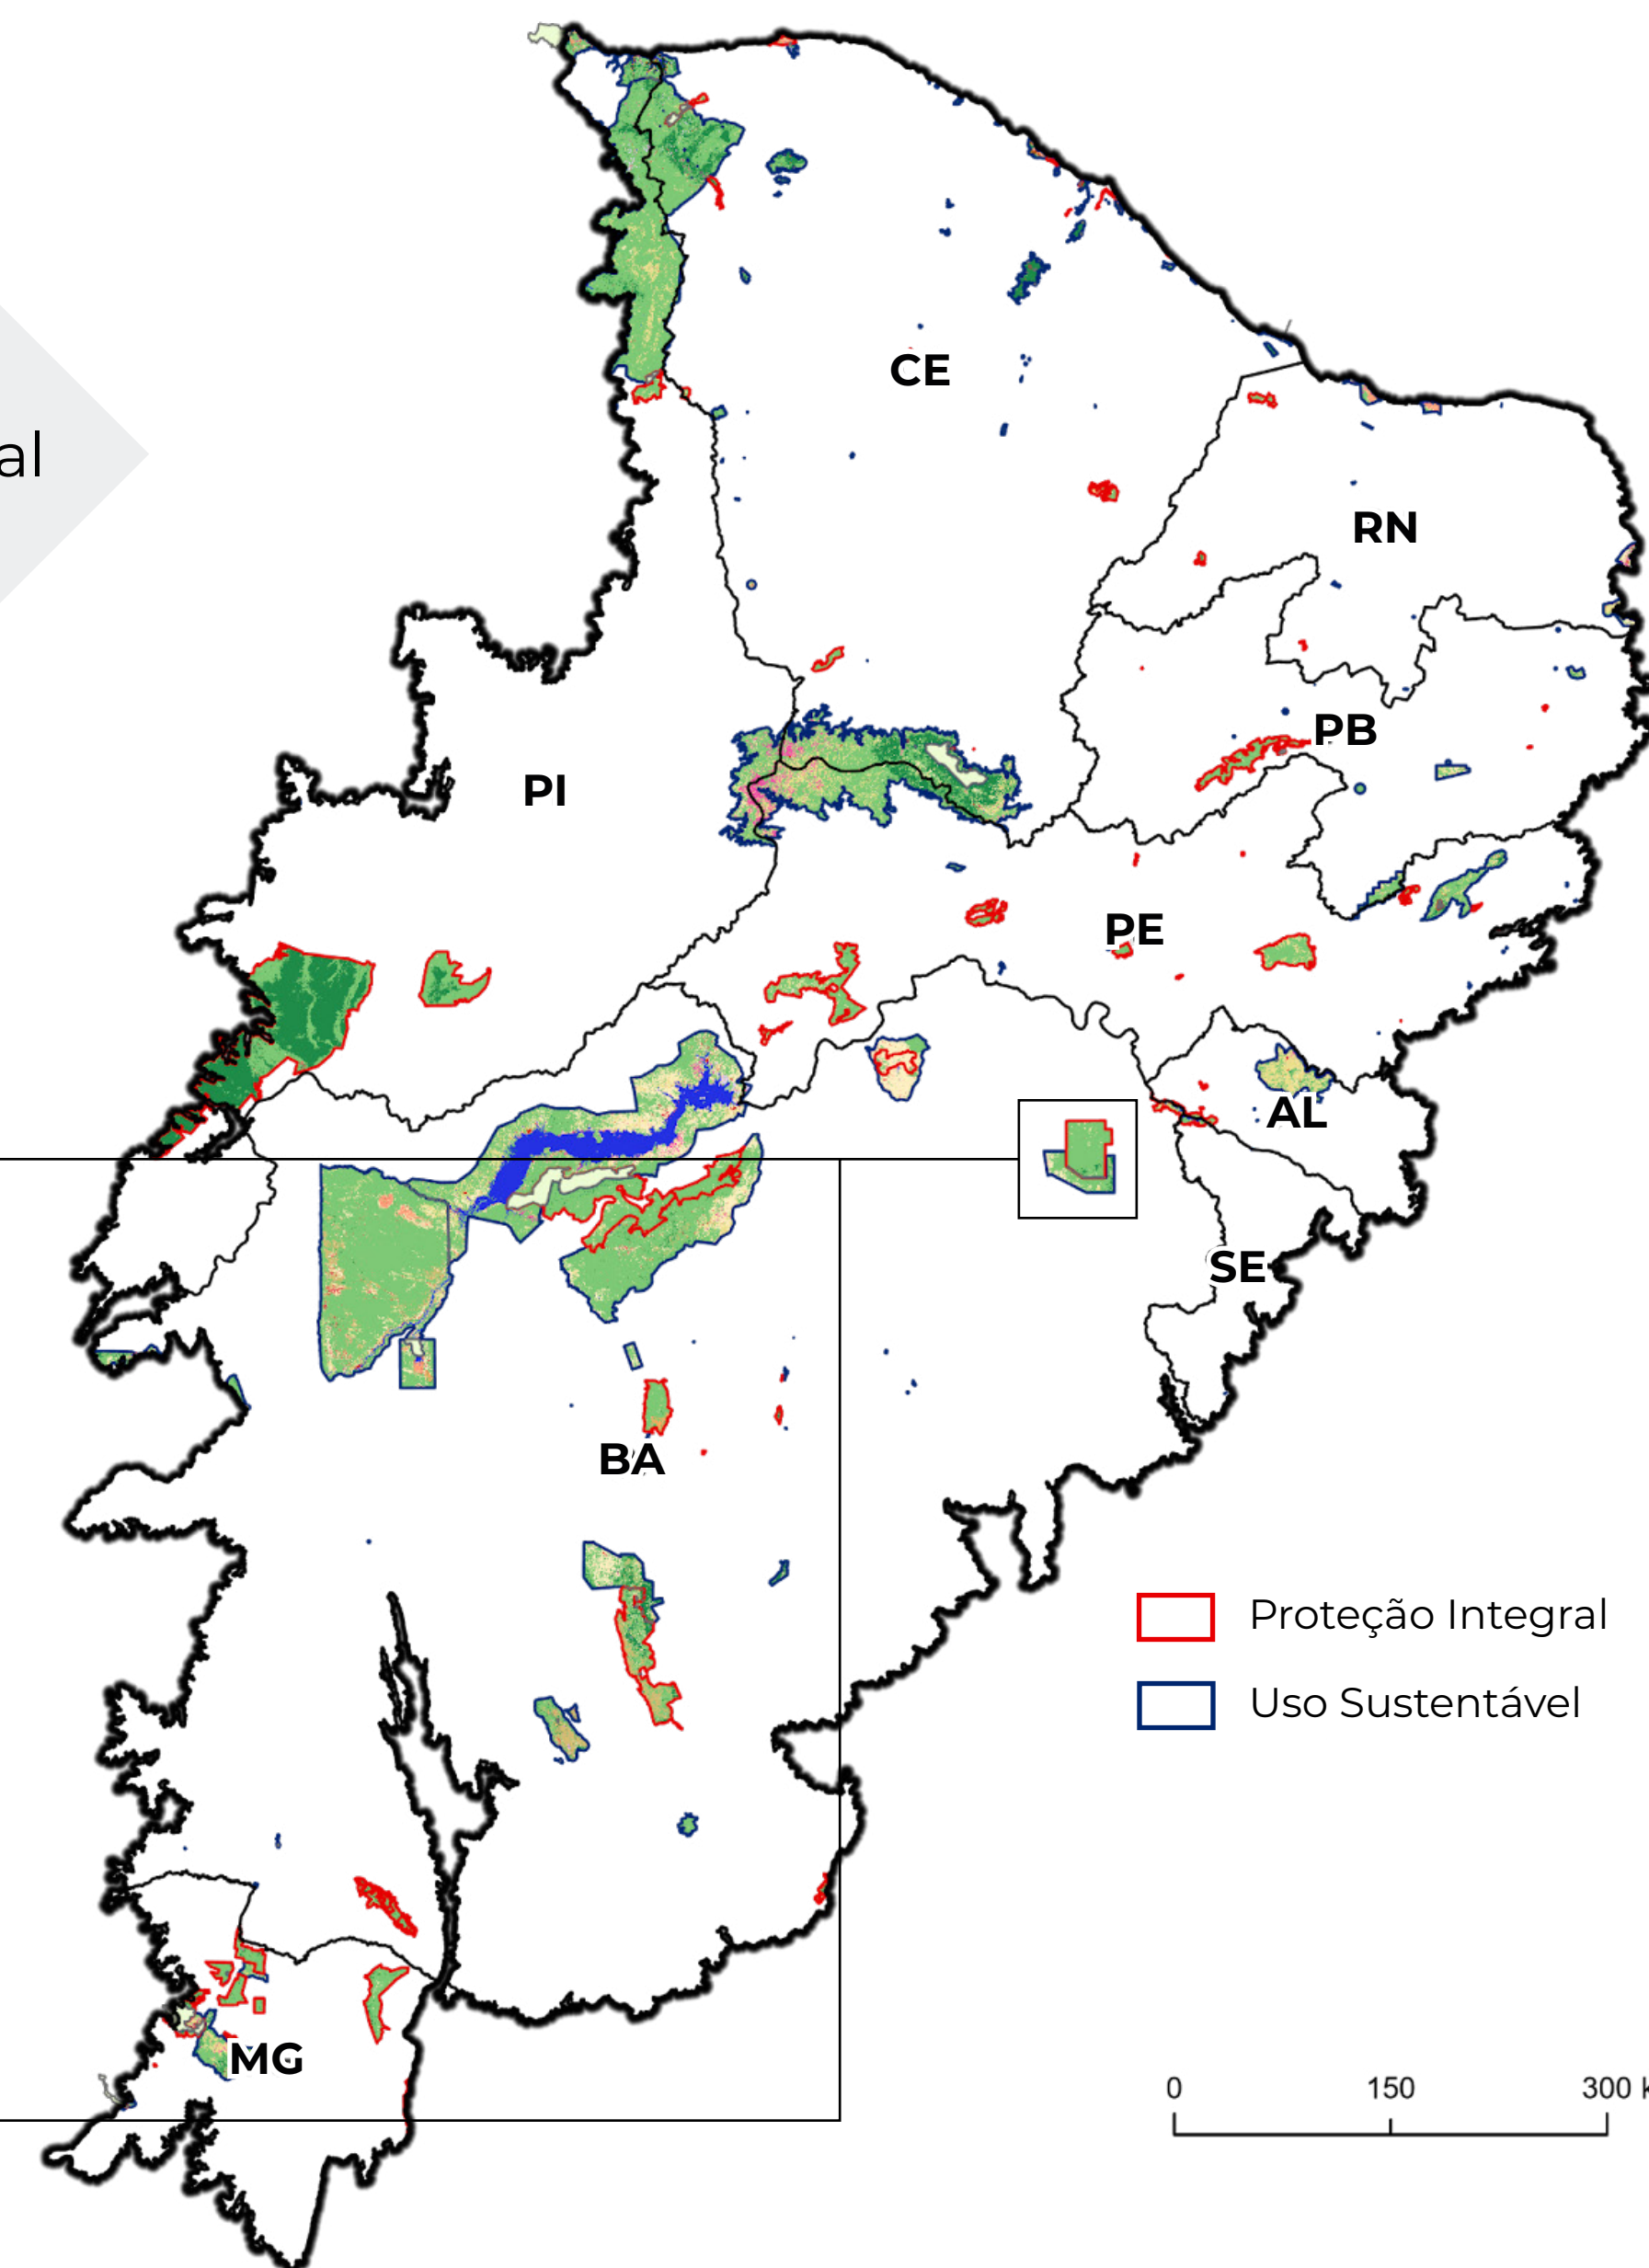 CE
al
RN
PB
PI
PE
AL
SE
BA
Proteção Integral
Uso Sustentável
MG
0 150 300 k